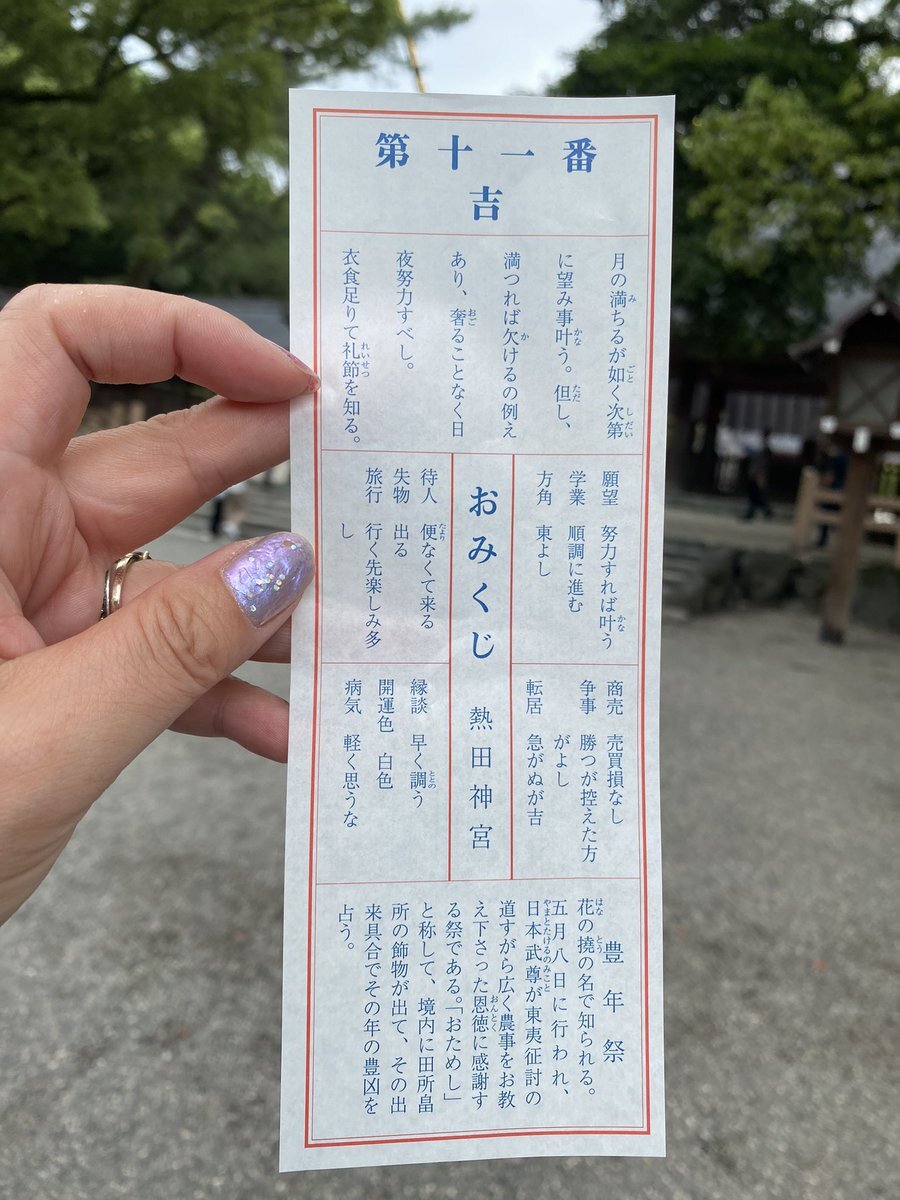 第十一番
吉
月の満ちるが如く次第
に望み事叶う。但し、
満つれば欠けるの例え
あり、奢ることなく日
夜努力すべし。
衣食足りて礼節を知る。
願望 努力すれば叶う
学業 順調に進む
方角 東よし
おみくじ 熱田神宮
待人 便なくて来る
失物 出る
旅行 行く先楽しみ多
し
商売 売買損なし
争事 勝つが控えた方
がよし
転居 急がぬが吉
縁談 早く調う
開運色 白色
病気 軽く思うな
豊年祭
花の撓の名で知られる。
五月八日に行われ、
日本武尊が東夷征討の
道すがら広く農事をお教
え下さった恩徳に感謝す
る祭である。「おためし」
と称して、境内に田所畠
所の飾物が出て、その出
来具合でその年の豊凶を
占う。